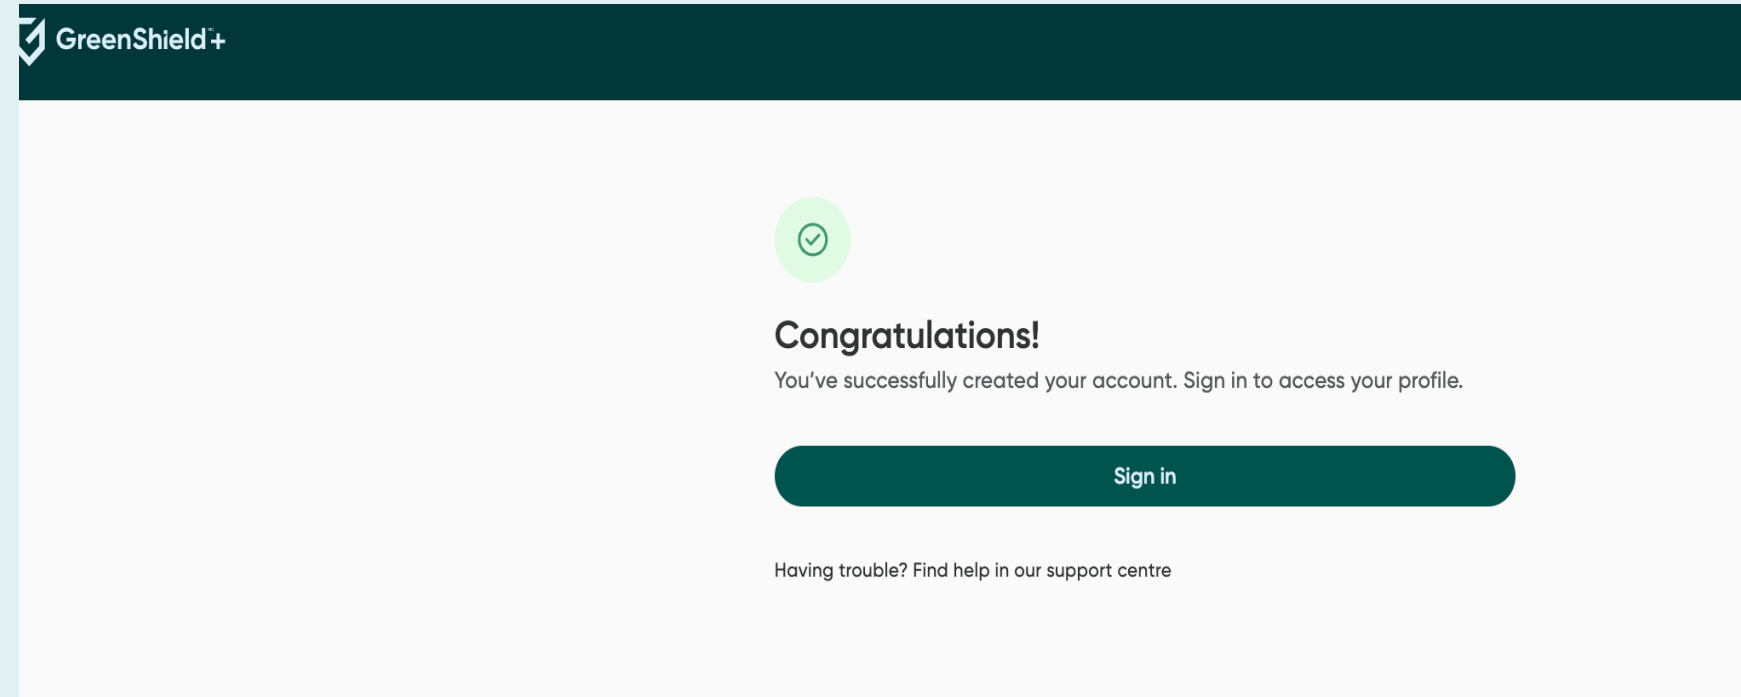 GreenShield+
Congratulations!
You’ve successfully created your account. Sign in to access your profile.
Sign in
Having trouble? Find help in our support centre